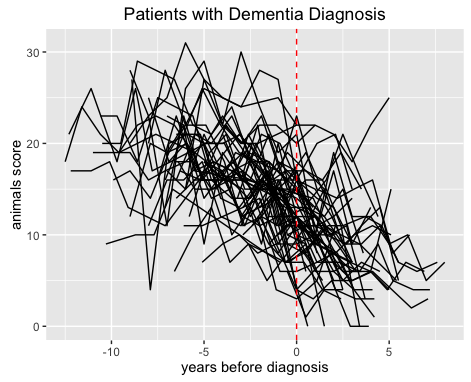 Patients with Dementia Diagnosis
30
20
10
0
animals score
-10 -5 0 5
years before diagnosis